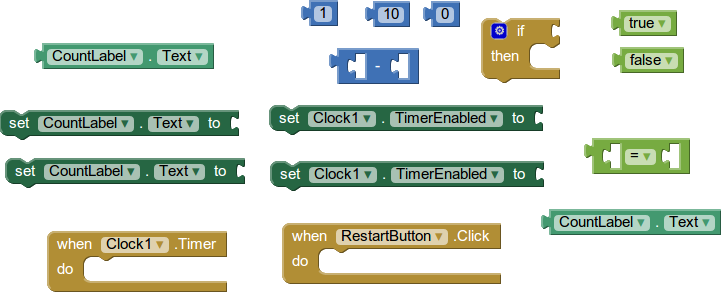 1 10 0
if
then
true
false
CountLabel . Text
-
set CountLabel . Text to
set Clock1 . TimerEnabled to
=
set CountLabel . Text to
set Clock1 . TimerEnabled to
CountLabel . Text
when Clock1 .Timer
do
when RestartButton .Click
do